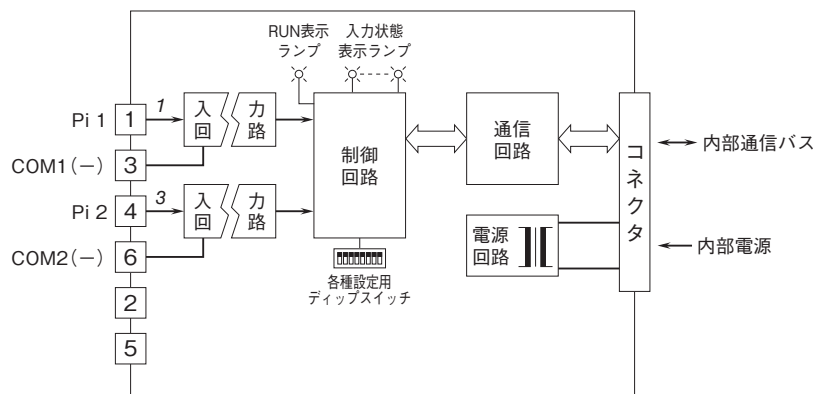 RUN表示
ランプ
入力状態
表示ランプ
Pi 1
1
1
入
回
力
路
COM1(－)
3
Pi 2
4
3
入
回
力
路
COM2(－)
6
2
5
制御
回路
各種設定用
ディップスイッチ
通信
回路
電源
回路
コネクタ
内部通信バス
内部電源